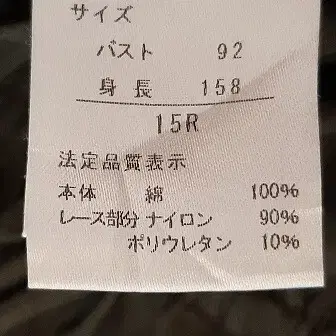 サイズ
バスト 92
身長 158
15R
法定品質表示
本体 綿 100%
レース部分 ナイロン 90%
ポリウレタン 10%